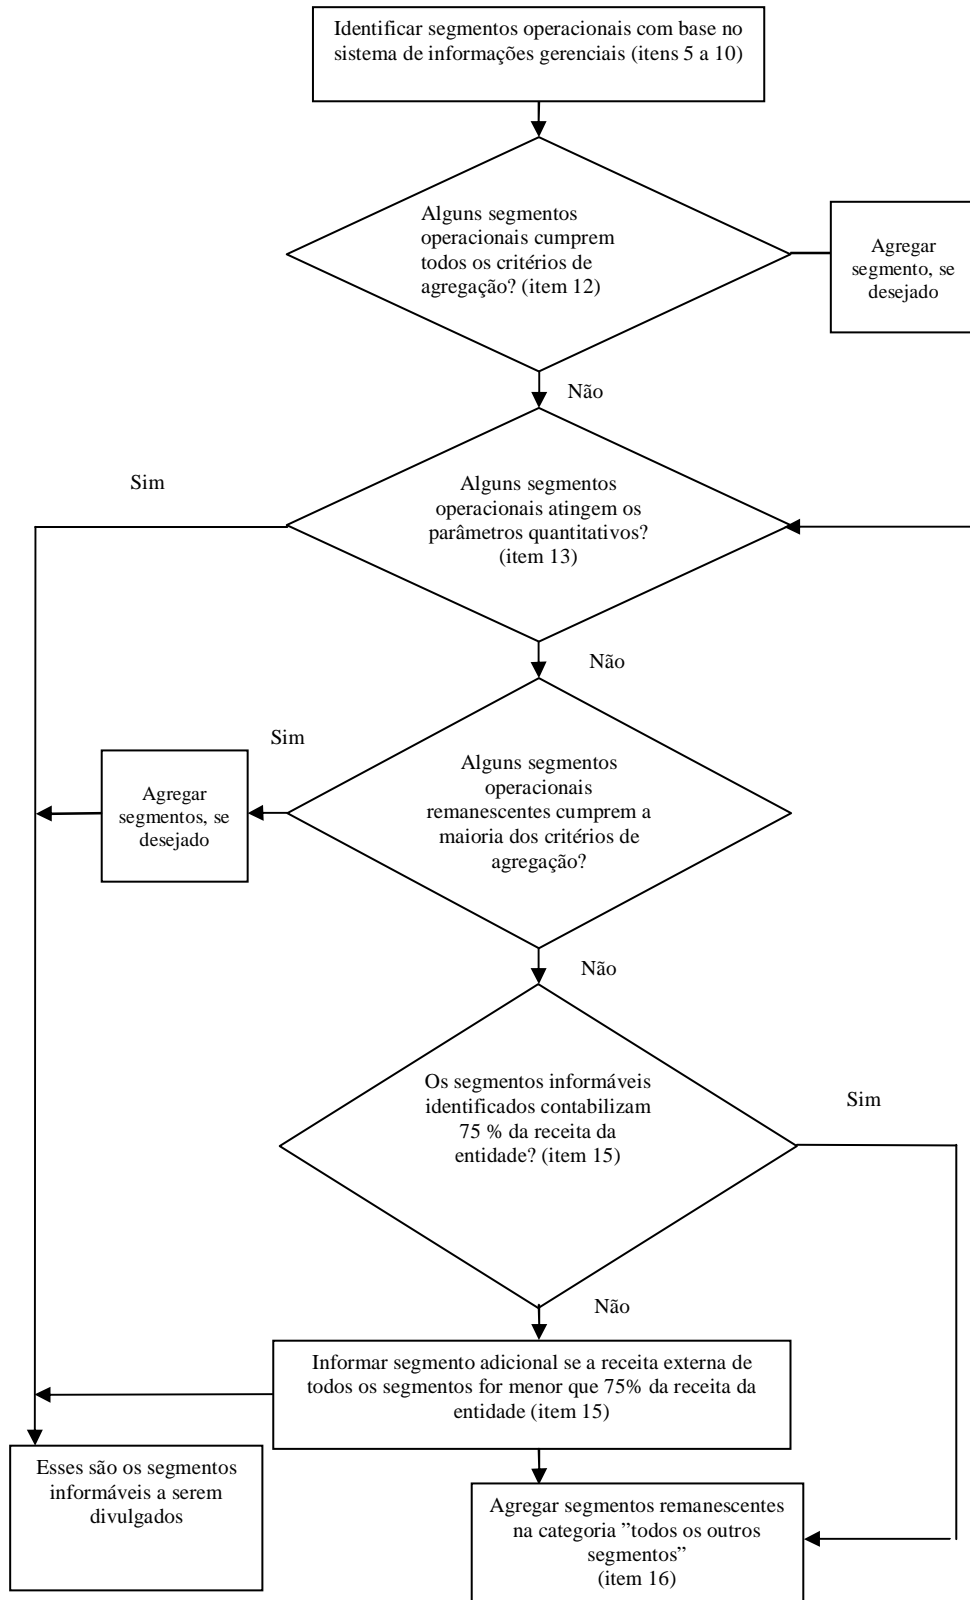 Identificar segmentos operacionais com base no
sistema de informações gerenciais (itens 5 a 10)
Alguns segmentos
operacionais cumprem
todos os critérios de
agregação? (item 12)
Agregar
segmento, se
desejado
Não
Sim
Alguns segmentos
operacionais atingem os
parâmetros quantitativos?
(item 13)
Não
Sim
Agregar
segmentos, se
desejado
Alguns segmentos
operacionais
remanescentes cumprem a
maioria dos critérios de
agregação?
Não
Os segmentos informáveis
identificados contabilizam
75 % da receita da
entidade? (item 15)
Sim
Não
Informar segmento adicional se a receita externa de
todos os segmentos for menor que 75% da receita da
entidade (item 15)
Esses são os segmentos
informáveis a serem
divulgados
Agregar segmentos remanescentes
na categoria ”todos os outros
segmentos”
(item 16)